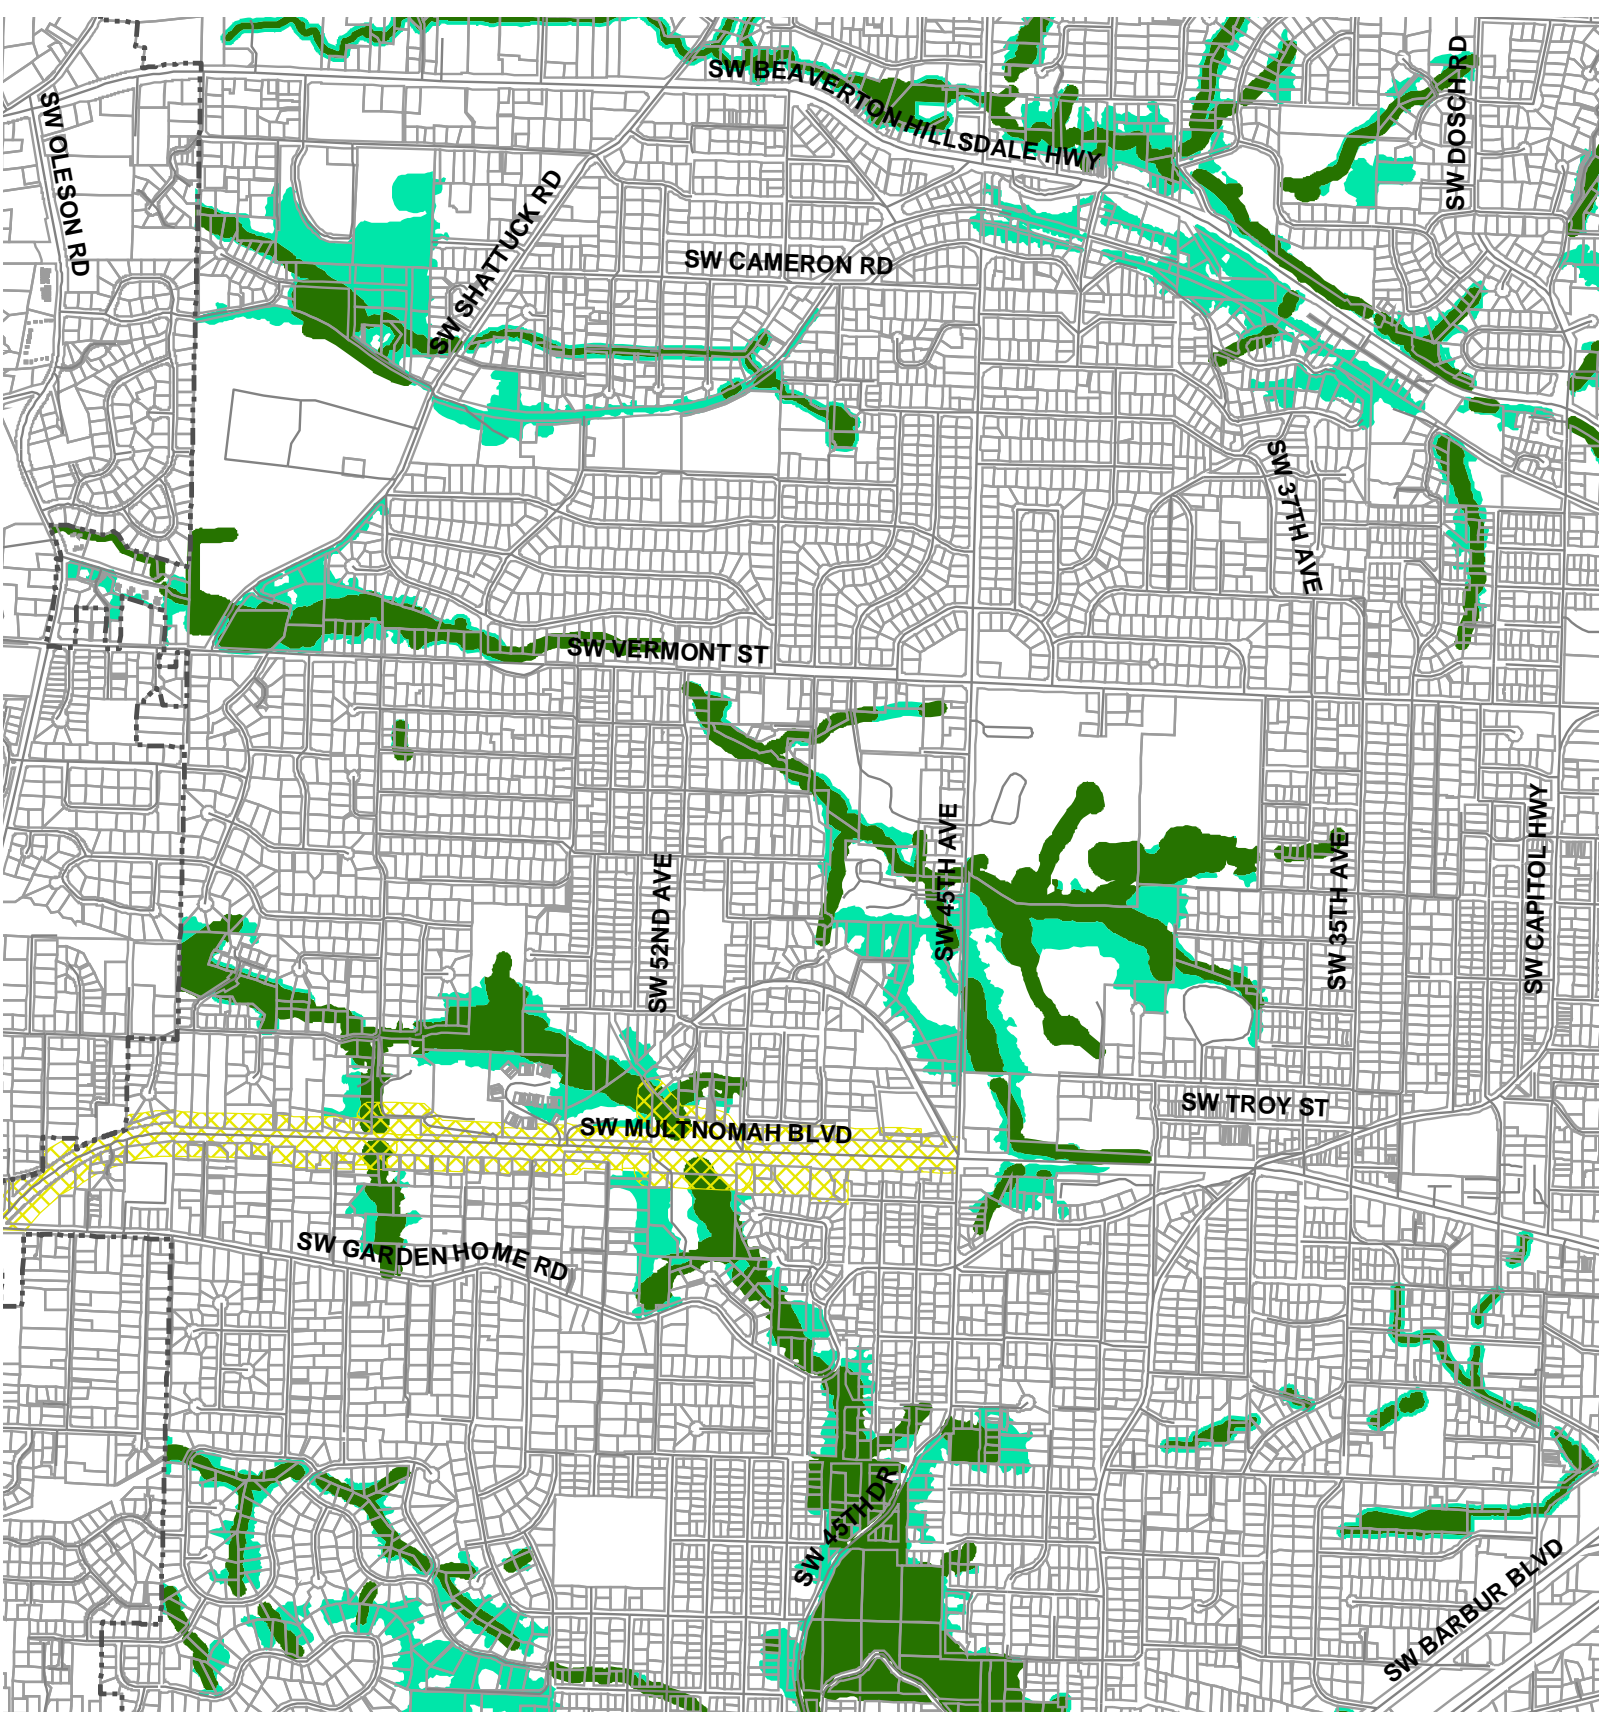 SW BEAVERTON HILLSDALE HWY
SW DOSCH RD
SW OLESON RD
SW SHATTUCK RD
SW CAMERON RD
SW 37TH AVE
SW VERMONT ST
SW 45TH AVE
SW 35TH AVE
SW CAPITOL HWY
SW 52ND AVE
SW TROY ST
SW MULTNOMAH BLVD
SW GARDEN HOME RD
SW 45TH DR
SW BARBUR BLVD